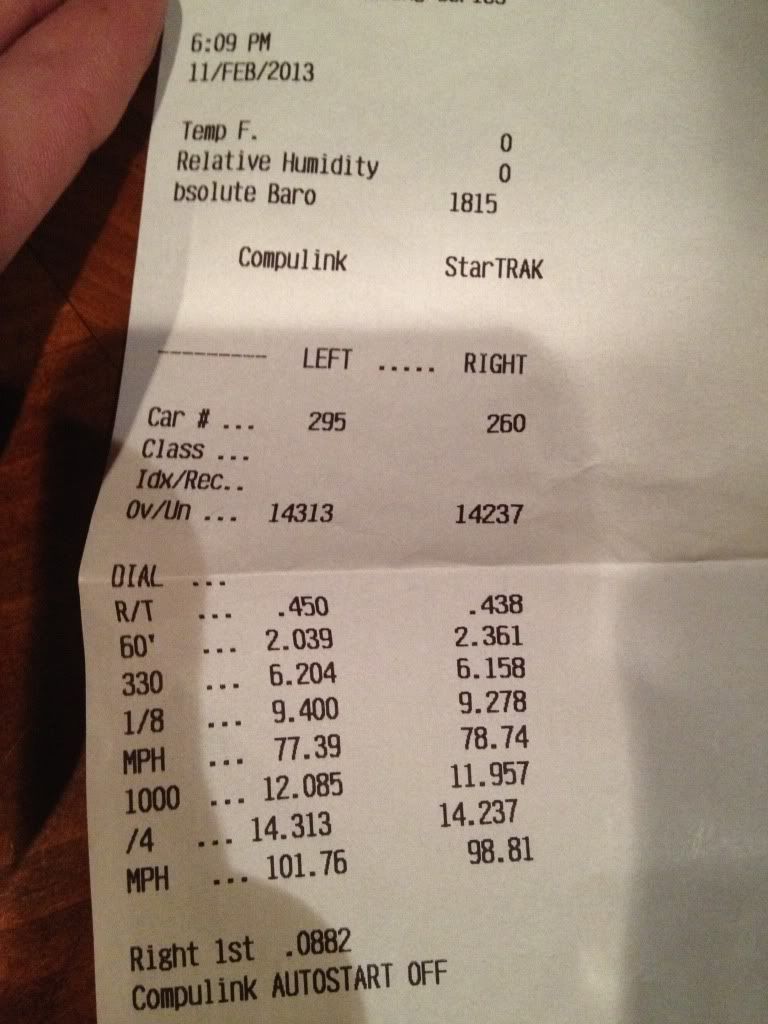 6:09 PM
11/FEB/2013
Temp F. 0
Relative Humidity 0
bsolute Baro 1815
Compulink StarTRAK
--------- LEFT ..... RIGHT
Car # ... 295 260
Class ...
Idx/Rec..
Ov/Un ... 14313 14237
DIAL ...
R/T ... .450 .438
60' ... 2.039 2.361
330 ... 6.204 6.158
1/8 ... 9.400 9.278
MPH ... 77.39 78.74
1000 ... 12.085 11.957
/4 ... 14.313 14.237
MPH ... 101.76 98.81
Right 1st .0882
Compulink AUTOSTART OFF